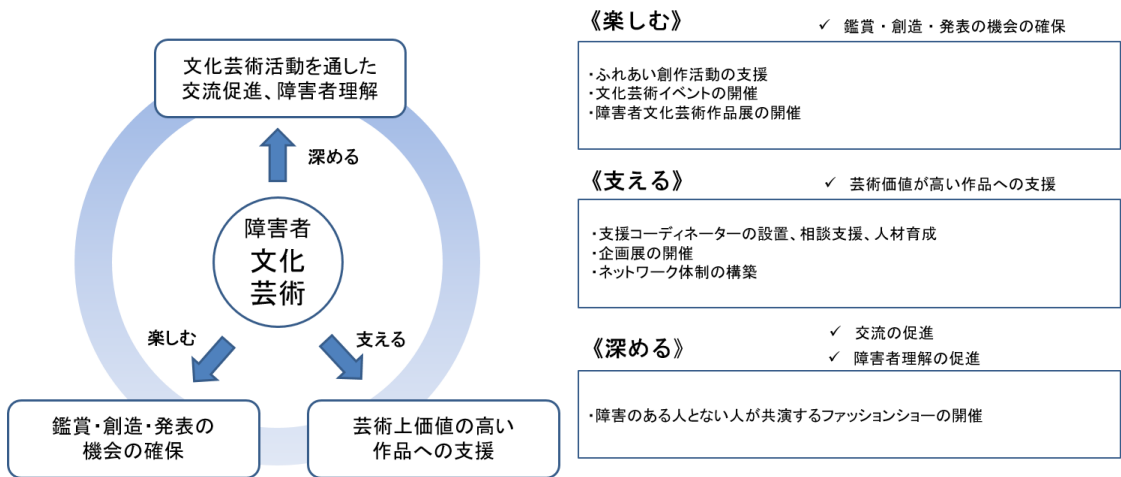 文化芸術活動を通した
交流促進、障害者理解
深める
障害者
文化
芸術
楽しむ
支える
鑑賞・創造・発表の
機会の確保
芸術上価値の高い
作品への支援
《楽しむ》
✓ 鑑賞・創造・発表の機会の確保
・ふれあい創作活動の支援
・文化芸術イベントの開催
・障害者文化芸術作品展の開催
《支える》
✓ 芸術価値が高い作品への支援
・支援コーディネーターの設置、相談支援、人材育成
・企画展の開催
・ネットワーク体制の構築
《深める》
✓ 交流の促進
✓ 障害者理解の促進
・障害のある人とない人が共演するファッションショーの開催